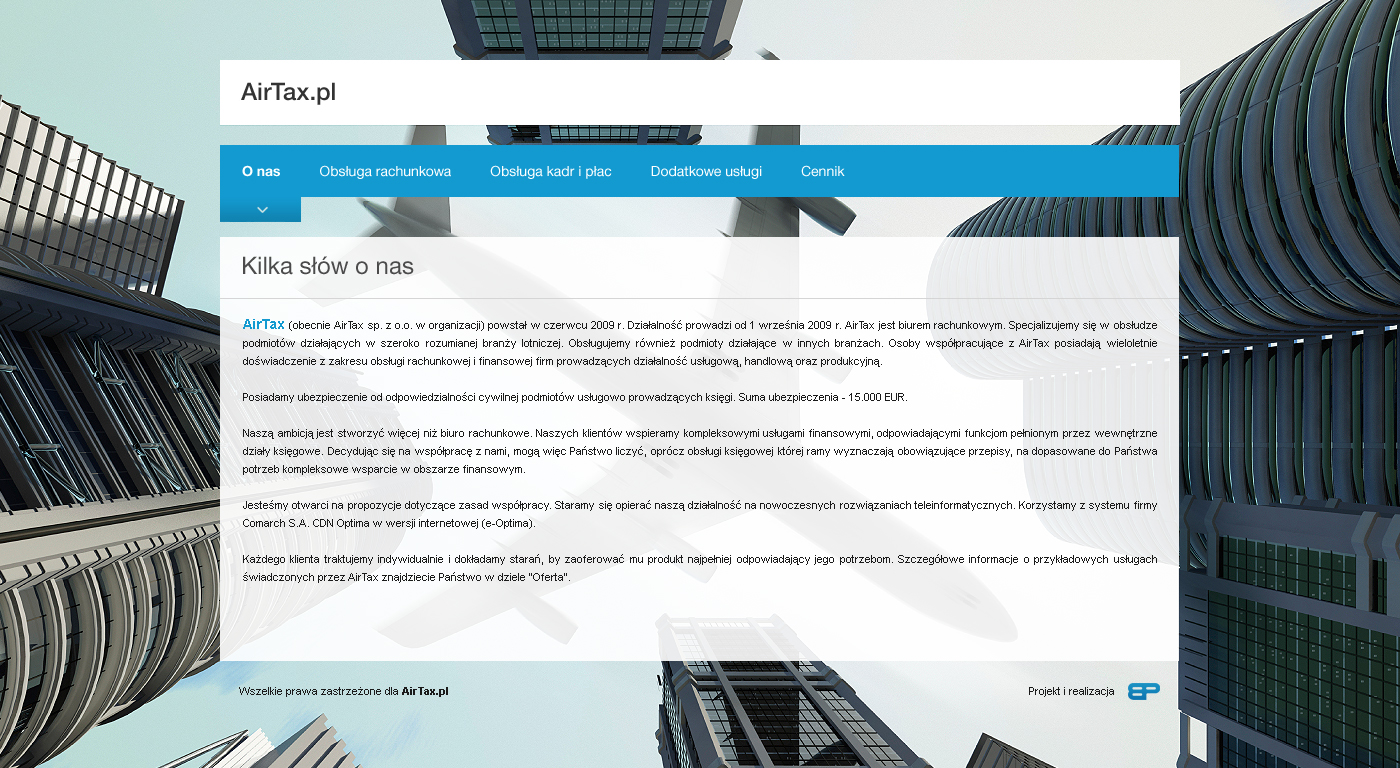 AirTax.pl
O nas Obsługa rachunkowa Obsługa kadr i płac Dodatkowe usługi Cennik
Kilka słów o nas
AirTax (obecnie AirTax sp. z o.o. w organizacji) powstał w czerwcu 2009 r. Działalność prowadzi od 1 września 2009 r. AirTax jest biurem rachunkowym. Specjalizujemy się w obsłudze
podmiotów działających w szeroko rozumianej branży lotniczej. Obsługujemy również podmioty działające w innych branżach. Osoby współpracujące z AirTax posiadają wieloletnie
doświadczenie z zakresu obsługi rachunkowej i finansowej firm prowadzących działalność usługową, handlową oraz produkcyjną.
Posiadamy ubezpieczenie od odpowiedzialności cywilnej podmiotów usługowo prowadzących księgi. Suma ubezpieczenia - 15.000 EUR.
Naszą ambicją jest stworzyć więcej niż biuro rachunkowe. Naszych klientów wspieramy kompleksowymi usługami finansowymi, odpowiadającymi funkcjom pełnionym przez wewnętrzne
działy księgowe. Decydując się na współpracę z nami, mogą więc Państwo liczyć, oprócz obsługi księgowej której ramy wyznaczają obowiązujące przepisy, na dopasowane do Państwa
potrzeb kompleksowe wsparcie w obszarze finansowym.
Jesteśmy otwarci na propozycje dotyczące zasad współpracy. Staramy się opierać naszą działalność na nowoczesnych rozwiązaniach teleinformatycznych. Korzystamy z systemu firmy
Comarch S.A. CDN Optima w wersji internetowej (e-Optima).
Każdego klienta traktujemy indywidualnie i dokładamy starań, by zaoferować mu produkt najpełniej odpowiadający jego potrzebom. Szczegółowe informacje o przykładowych usługach
świadczonych przez AirTax znajdziecie Państwo w dziele "Oferta".
Wszelkie prawa zastrzeżone dla AirTax.pl
Projekt i realizacja BP